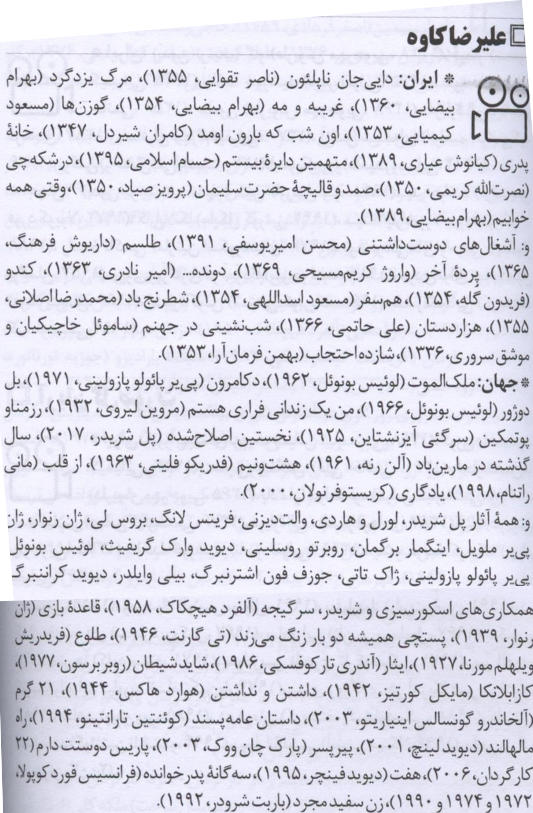 علیرضا کاوه
* ایران: دایی‌جان ناپلئون (ناصر تقوایی، ۱۳۵۵)، مرگ یزدگرد (بهرام
بیضایی، ۱۳۶۰)، غریبه و مه (بهرام بیضایی، ۱۳۵۴)، گوزن‌ها (مسعود
کیمیایی، ۱۳۵۳)، اون شب که بارون اومد (کامران شیردل، ۱۳۴۷)، خانهٔ
پدری (کیانوش عیاری، ۱۳۸۹)، متهمین دایرهٔ بیستم (حسام اسلامی، ۱۳۹۵)، درشکه‌چی
(نصرت‌الله کریمی، ۱۳۵۰)، صمد و قالیچهٔ حضرت سلیمان (پرویز صیاد، ۱۳۵۰)، وقتی همه
خوابیم (بهرام بیضایی، ۱۳۸۹).
و: آشغال‌های دوست‌داشتنی (محسن امیریوسفی، ۱۳۹۱)، طلسم (داریوش فرهنگ،
۱۳۶۵)، پردهٔ آخر (واروژ کریم‌مسیحی، ۱۳۶۹)، دونده... (امیر نادری، ۱۳۶۳)، کندو
(فریدون گله، ۱۳۵۴)، هم‌سفر (مسعود اسداللهی، ۱۳۵۴)، شطرنج باد (محمدرضا اصلانی،
۱۳۵۵)، هزاردستان (علی حاتمی، ۱۳۶۶)، شب‌نشینی در جهنم (ساموئل خاچیکیان و
موشق سروری، ۱۳۳۶)، شازده احتجاب (بهمن فرمان‌آرا، ۱۳۵۳).
* جهان: ملک‌الموت (لوئیس بونوئل، ۱۹۶۲)، دکامرون (پی‌یر پائولو پازولینی، ۱۹۷۱)، بل
دوژور (لوئیس بونوئل، ۱۹۶۶)، من یک زندانی فراری هستم (مروین لیروی، ۱۹۳۲)، رزمناو
پوتمکین (سرگئی آیزنشتاین، ۱۹۲۵)، نخستین اصلاح‌شده (پل شریدر، ۲۰۱۷)، سال
گذشته در مارین‌باد (آلن رنه، ۱۹۶۱)، هشت‌ونیم (فدریکو فلینی، ۱۹۶۳)، از قلب (مانی
راتنام، ۱۹۹۸)، یادگاری (کریستوفر نولان، ۲۰۰۰).
و: همهٔ آثار پل شریدر، لورل و هاردی، والت‌دیزنی، فریتس لانگ، بروس لی، ژان رنوار، ژان
پی‌یر ملویل، اینگمار برگمان، روبرتو روسلینی، دیوید وارک گریفیت، لوئیس بونوئل،
پی‌یر پائولو پازولینی، ژاک تاتی، جوزف فون اشترنبرگ، بیلی وایلدر، دیوید کراننبرگ
همکاری‌های اسکورسیزی و شریدر، سرگیجه (آلفرد هیچکاک، ۱۹۵۸)، قاعدهٔ بازی (ژان
رنوار، ۱۹۳۹)، پستچی همیشه دو بار زنگ می‌زند (تی گارنت، ۱۹۴۶)، طلوع (فریدریش
ویلهلم مورنا، ۱۹۲۷)، ایثار (آندری تارکوفسکی، ۱۹۸۶)، شاید شیطان (روبر برسون، ۱۹۷۷)،
کازابلانکا (مایکل کورتیز، ۱۹۴۲)، داشتن و نداشتن (هوارد هاکس، ۱۹۴۴)، ۲۱ گرم
(آلخاندرو گونسالس اینیاریتو، ۲۰۰۳)، داستان عامه‌پسند (کوئنتین تارانتینو، ۱۹۹۴)، راه
مالهالند (دیوید لینچ، ۲۰۰۱)، پیرپسر (پارک چان ووک، ۲۰۰۳)، پاریس دوستت دارم (۲۲
کارگردان، ۲۰۰۶)، هفت (دیوید فینچر، ۱۹۹۵)، سه‌گانهٔ پدرخوانده (فرانسیس فورد کوپولا،
۱۹۷۲ و ۱۹۷۴ و ۱۹۹۰)، زن سفید مجرد (باربت شرودر، ۱۹۹۲).